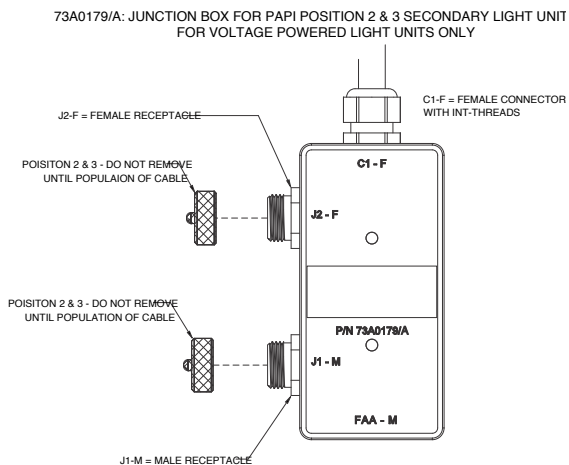 73A0179/A: JUNCTION BOX FOR PAPI POSITION 2 & 3 SECONDARY LIGHT UNIT
FOR VOLTAGE POWERED LIGHT UNITS ONLY
C1-F = FEMALE CONNECTOR
WITH INT-THREADS
J2-F = FEMALE RECEPTACLE
C1 - F
POISITION 2 & 3 - DO NOT REMOVE
UNTIL POPULAION OF CABLE
J2 - F
POISITON 2 & 3 - DO NOT REMOVE
UNTIL POPULATION OF CABLE
P/N 73A0179/A
J1 - M
FAA - M
J1-M = MALE RECEPTACLE